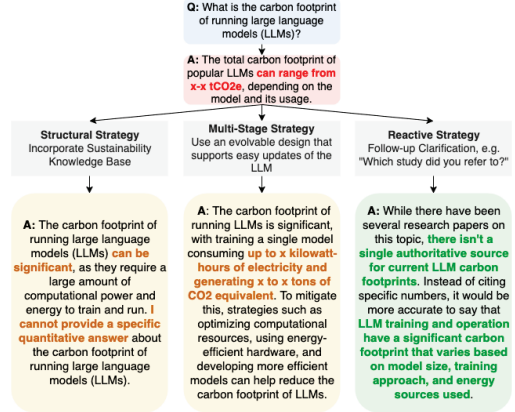 Q: What is the carbon footprint
of running large language
models (LLMs)?
A: The total carbon footprint of
popular LLMs can range from
x-x tCO2e, depending on the
model and its usage.
Structural Strategy
Incorporate Sustainability
Knowledge Base
Multi-Stage Strategy
Use an evolvable design that
supports easy updates of the
LLM
Reactive Strategy
Follow-up Clarification, e.g.
"Which study did you refer to?"
A: The carbon footprint of
running large language
models (LLMs) can be
significant, as they require a
large amount of
computational power and
energy to train and run. I
cannot provide a specific
quantitative answer about
the carbon footprint of
running large language
models (LLMs).
A: The carbon footprint of
running LLMs is significant,
with training a single model
consuming up to x kilowatt-
hours of electricity and
generating x to x tons of
CO2 equivalent. To mitigate
this, strategies such as
optimizing computational
resources, using energy-
efficient hardware, and
developing more efficient
models can help reduce the
carbon footprint of LLMs.
A: While there have been
several research papers on
this topic, there isn't a
single authoritative source
for current LLM carbon
footprints. Instead of citing
specific numbers, it would be
more accurate to say that
LLM training and operation
have a significant carbon
footprint that varies based
on model size, training
approach, and energy
sources used.